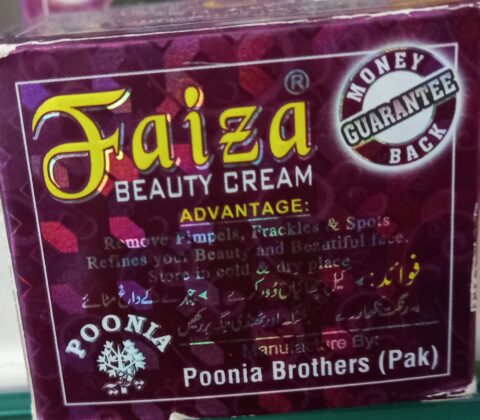 Faiza®
BEAUTY CREAM
MONEY BACK
GUARANTEE
ADVANTAGE:
Remove Pimpels, Frackles & Spots
Refines your Beauty and Beautiful face.
Store in cold & dry place
فوائد:
POONIA
Manufacture By:
Poonia Brothers (Pak)